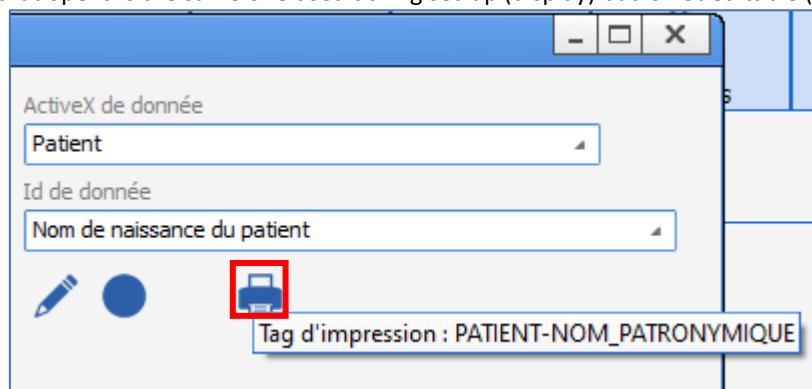 ActiveX de donnée
Patient
Id de donnée
Nom de naissance du patient
Tag d'impression : PATIENT-NOM_PATRONYMIQUE